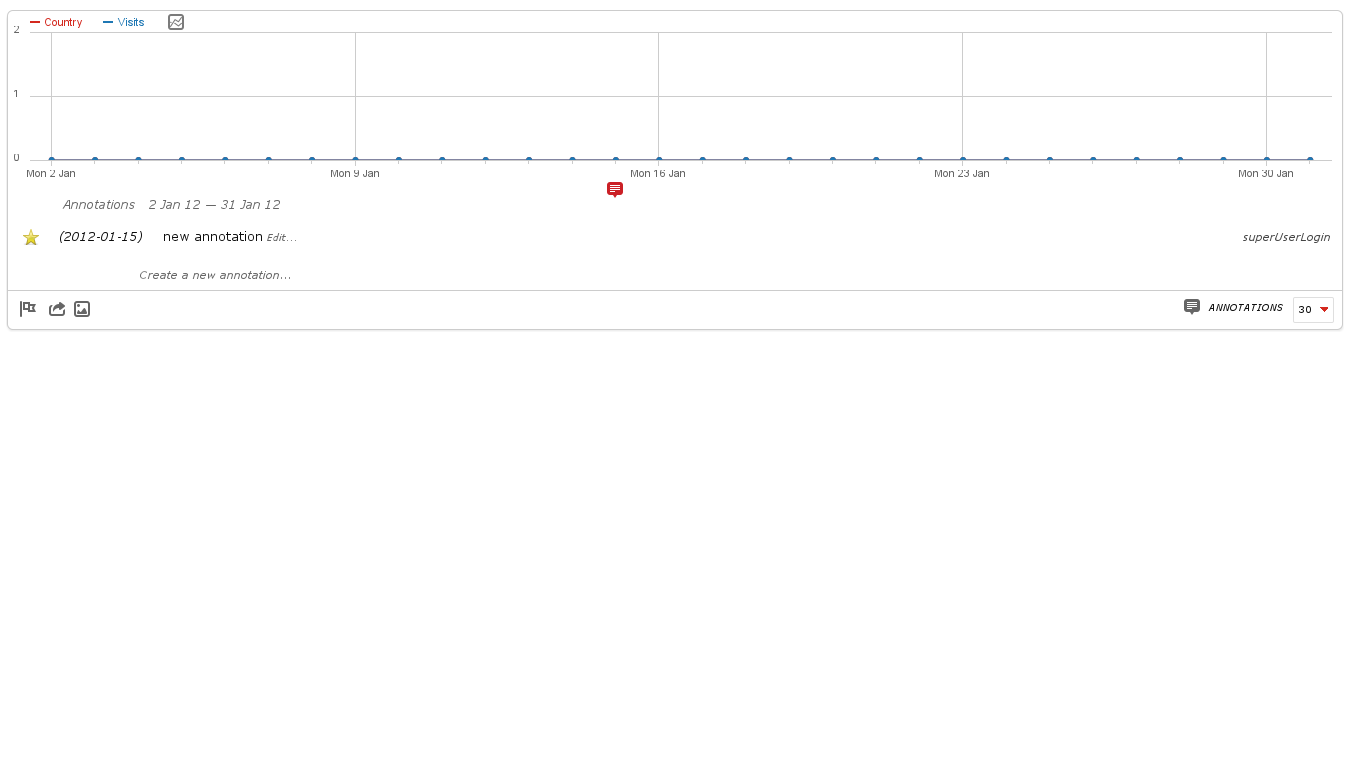 Country Visits
2
1
0
Mon 2 Jan Mon 9 Jan Mon 16 Jan Mon 23 Jan Mon 30 Jan
Annotations 2 Jan 12 — 31 Jan 12
(2012-01-15) new annotation Edit... superUserLogin
Create a new annotation...
ANNOTATIONS 30